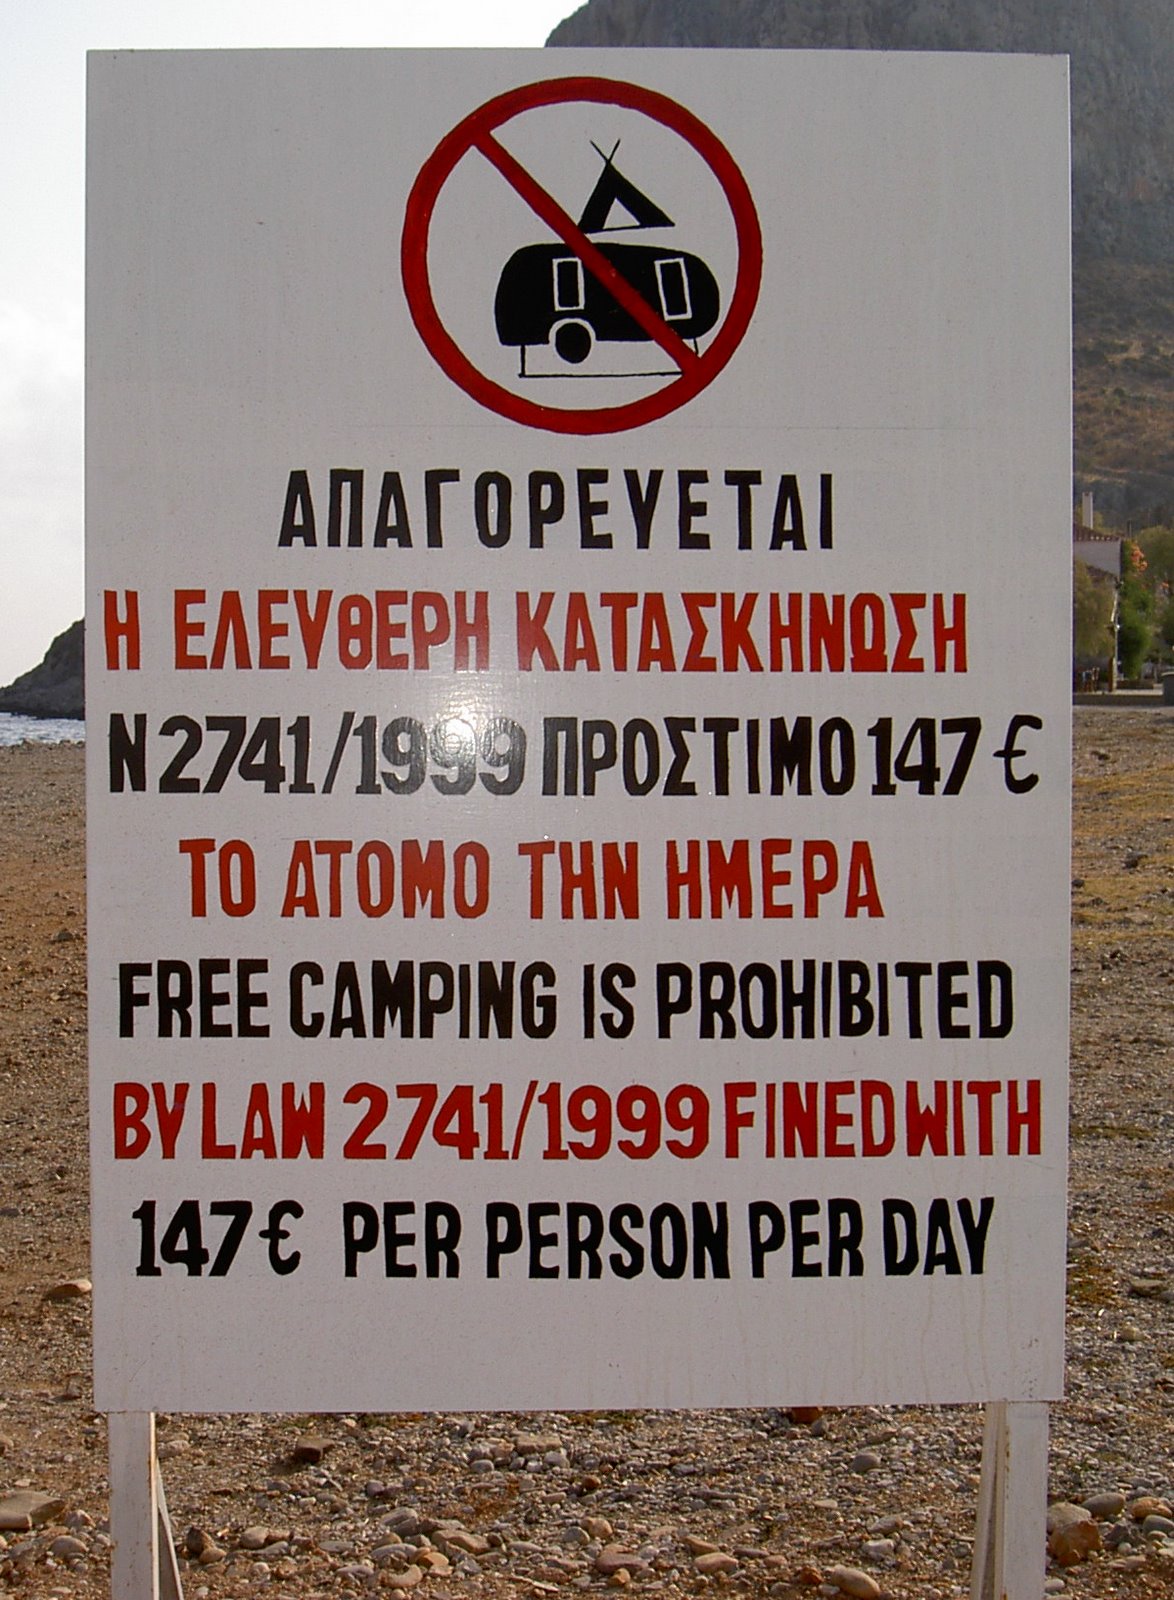 ΑΠΑΓΟΡΕΥΕΤΑΙ
Η ΕΛΕΥΘΕΡΗ ΚΑΤΑΣΚΗΝΩΣΗ
Ν 2741/1999 ΠΡΟΣΤΙΜΟ 147 €
ΤΟ ΑΤΟΜΟ ΤΗΝ ΗΜΕΡΑ
FREE CAMPING IS PROHIBITED
BY LAW 2741/1999 FINED WITH
147 € PER PERSON PER DAY